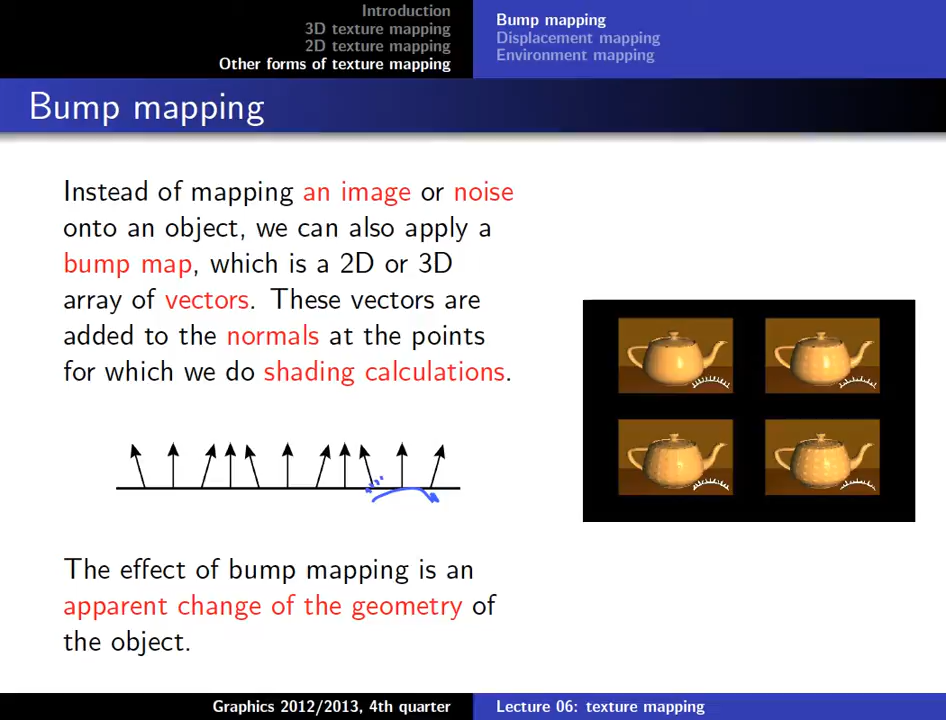 Introduction
3D texture mapping
2D texture mapping
Other forms of texture mapping
Bump mapping
Displacement mapping
Environment mapping
Bump mapping
Instead of mapping an image or noise
onto an object, we can also apply a
bump map, which is a 2D or 3D
array of vectors. These vectors are
added to the normals at the points
for which we do shading calculations.
The effect of bump mapping is an
apparent change of the geometry of
the object.
Graphics 2012/2013, 4th quarter
Lecture 06: texture mapping